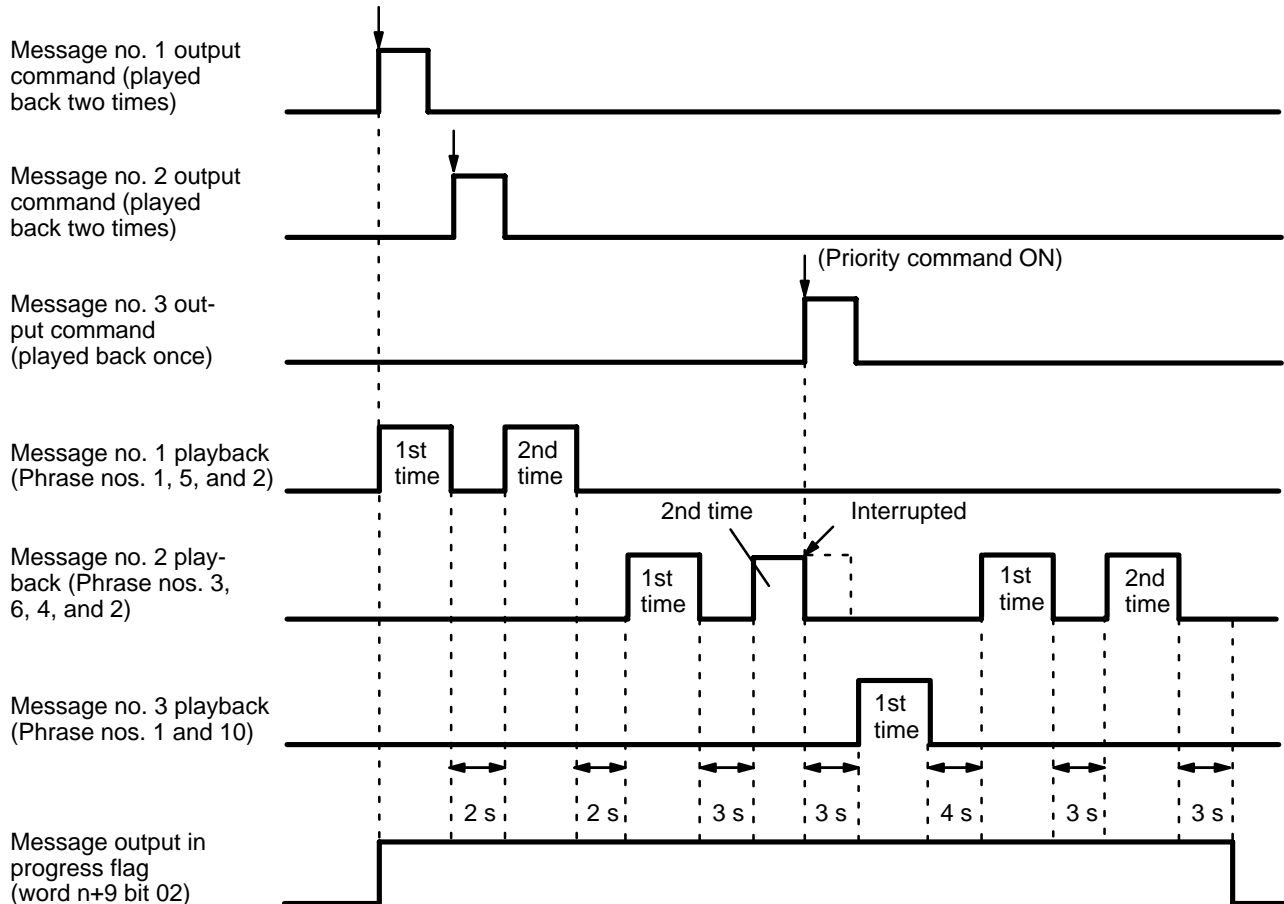 Message no. 1 output
command (played
back two times)
Message no. 2 output
command (played
back two times)
(Priority command ON)
Message no. 3 out-
put command
(played back once)
Message no. 1 playback
(Phrase nos. 1, 5, and 2)
1st
time
2nd
time
2nd time
Interrupted
Message no. 2 play-
back (Phrase nos. 3,
6, 4, and 2)
1st
time
1st
time
2nd
time
Message no. 3 playback
(Phrase nos. 1 and 10)
1st
time
2 s
2 s
3 s
3 s
4 s
3 s
3 s
Message output in
progress flag
(word n+9 bit 02)